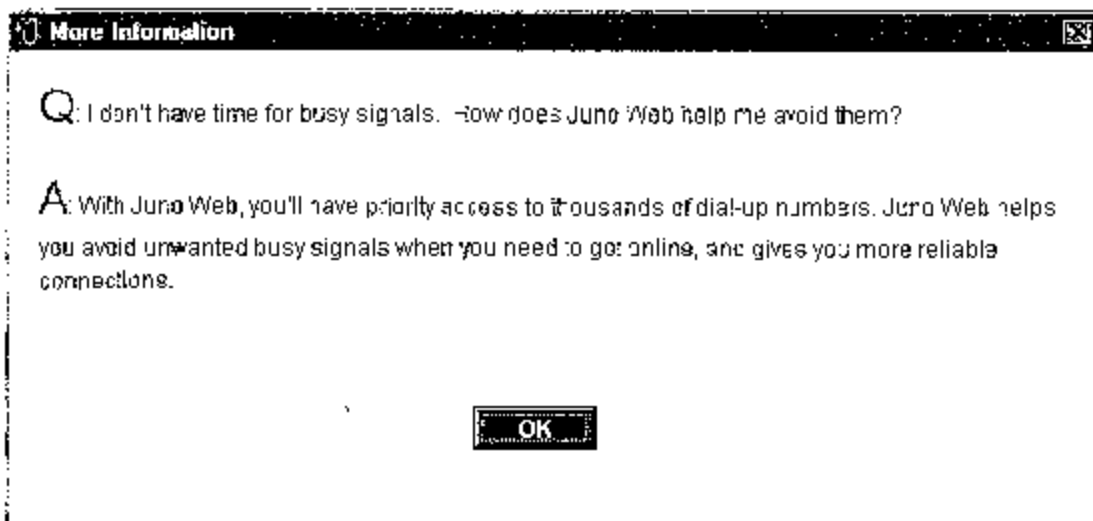 More Information
Q: I don't have time for busy signals. How does Juno Web help me avoid them?
A: With Juno Web, you'll have priority access to thousands of dial-up numbers. Juno Web helps
you avoid unwanted busy signals when you need to get online, and gives you more reliable
connections.
OK